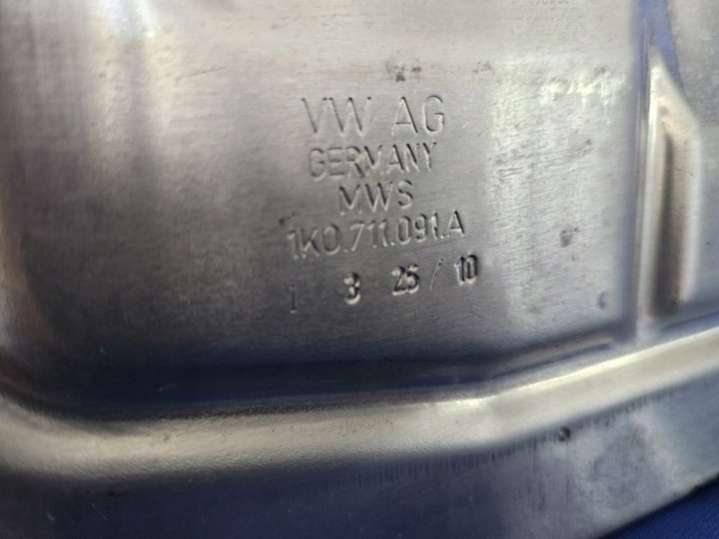 VW AG
GERMANY
MWS
1K0.711.091.A
1 3 25/10